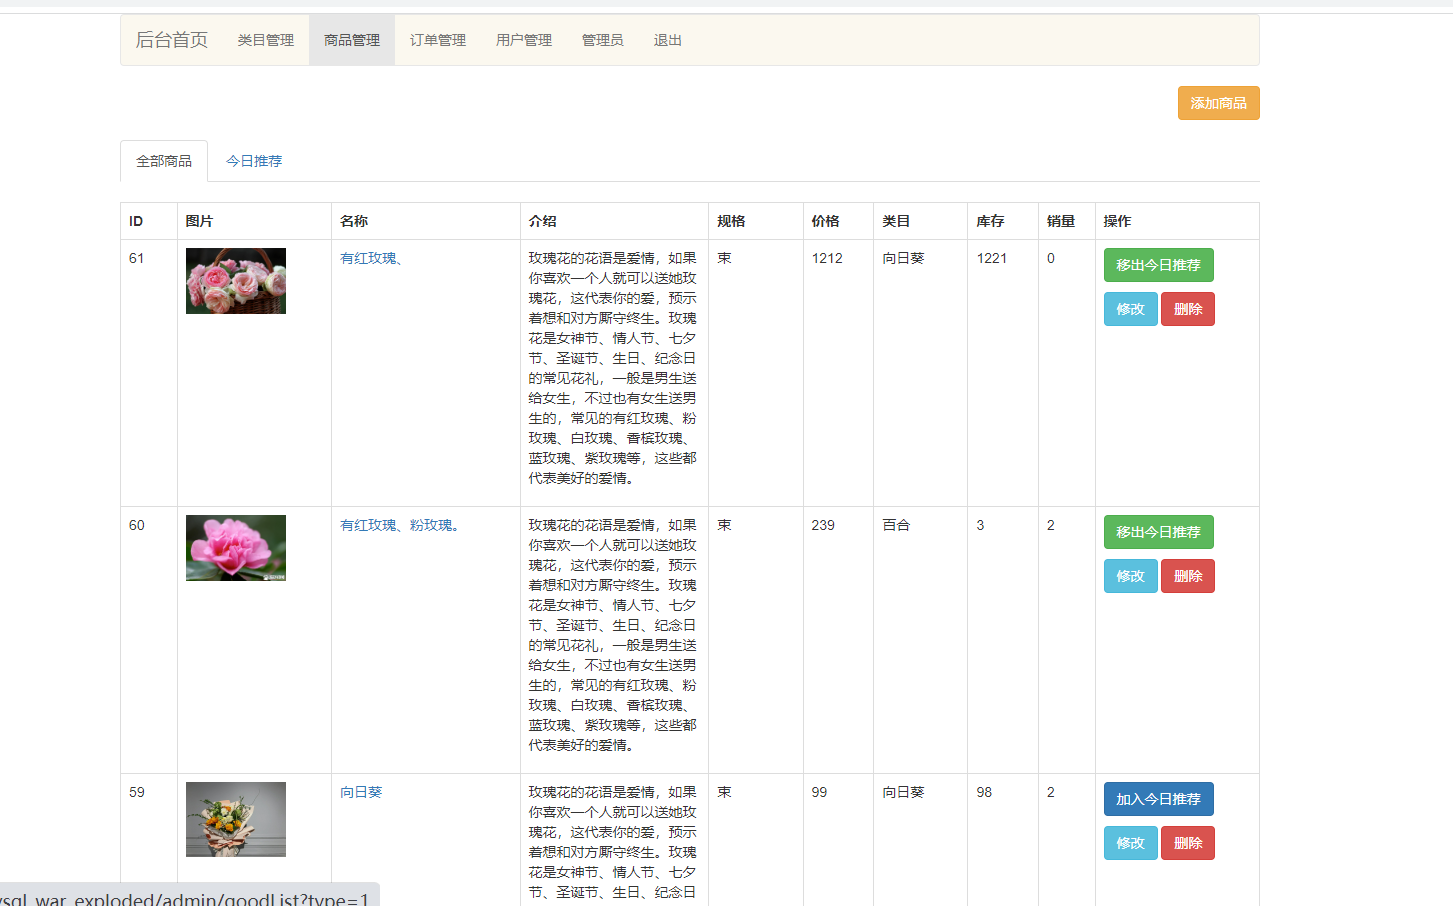 后台首页 类目管理 商品管理 订单管理 用户管理 管理员 退出
添加商品
全部商品 今日推荐
ID 图片 名称 介绍 规格 价格 类目 库存 销量 操作
61 有红玫瑰、 玫瑰花的花语是爱情，如果 束 1212 向日葵 1221 0 移出今日推荐
你喜欢一个人就可以送她玫
瑰花，这代表你的爱，预示
修改 删除
着想和对方厮守终生。玫瑰
花是女神节、情人节、七夕
节、圣诞节、生日、纪念日
的常见花礼，一般是男生送
给女生，不过也有女生送男
生的，常见的有红玫瑰、粉
玫瑰、白玫瑰、香槟玫瑰、
蓝玫瑰、紫玫瑰等，这些都
代表美好的爱情。
60 有红玫瑰、粉玫瑰。 玫瑰花的花语是爱情，如果 束 239 百合 3 2 移出今日推荐
你喜欢一个人就可以送她玫
瑰花，这代表你的爱，预示
修改 删除
着想和对方厮守终生。玫瑰
花是女神节、情人节、七夕
节、圣诞节、生日、纪念日
的常见花礼，一般是男生送
给女生，不过也有女生送男
生的，常见的有红玫瑰、粉
玫瑰、白玫瑰、香槟玫瑰、
蓝玫瑰、紫玫瑰等，这些都
代表美好的爱情。
59 向日葵 玫瑰花的花语是爱情，如果 束 99 向日葵 98 2 加入今日推荐
你喜欢一个人就可以送她玫
瑰花，这代表你的爱，预示
修改 删除
着想和对方厮守终生。玫瑰
花是女神节、情人节、七夕
节、圣诞节、生日、纪念日
ysql_war_exploded/admin/goodList?type=1